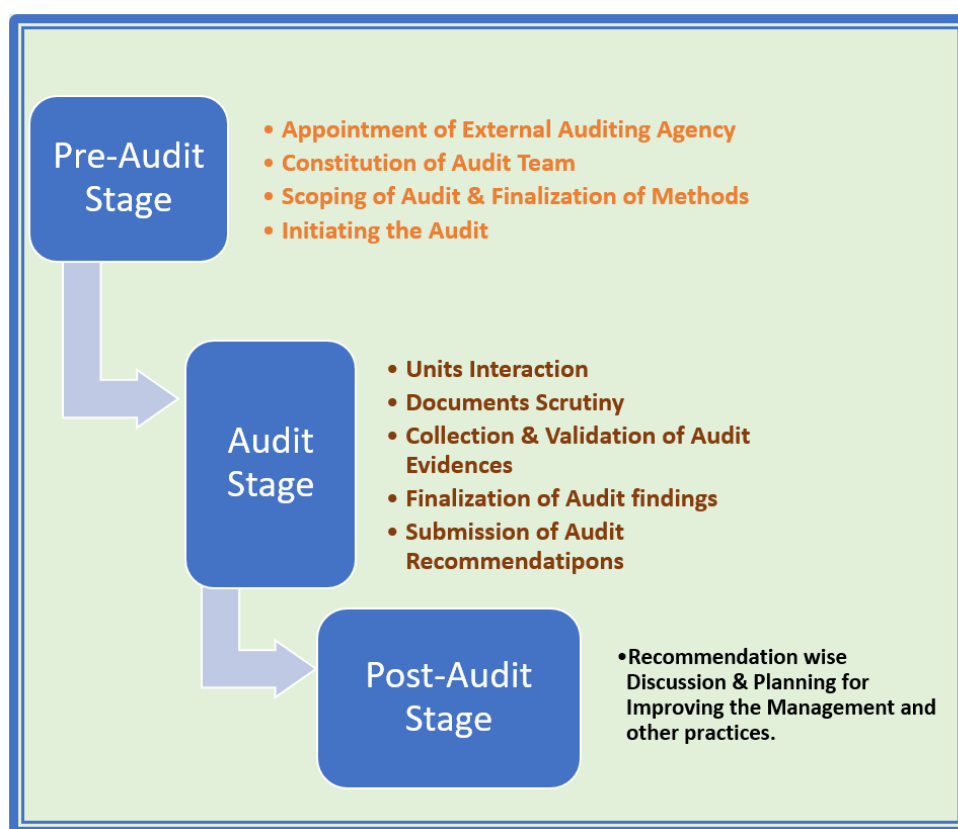 Pre-Audit
Stage
• Appointment of External Auditing Agency
• Constitution of Audit Team
• Scoping of Audit & Finalization of Methods
• Initiating the Audit
Audit
Stage
• Units Interaction
• Documents Scrutiny
• Collection & Validation of Audit
Evidences
• Finalization of Audit findings
• Submission of Audit
Recommendatipons
Post-Audit
Stage
•Recommendation wise
Discussion & Planning for
Improving the Management and
other practices.